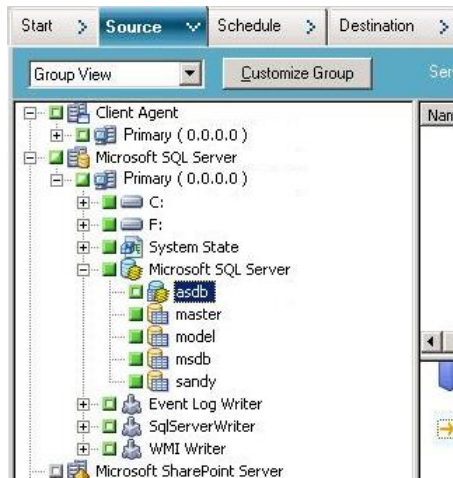 Start Source Schedule Destination
Group View Customize Group
Client Agent
Primary ( 0.0.0.0 )
Microsoft SQL Server
Primary ( 0.0.0.0 )
C:
F:
System State
Microsoft SQL Server
asdb
master
model
msdb
sandy
Event Log Writer
SqlServerWriter
WMI Writer
Microsoft SharePoint Server